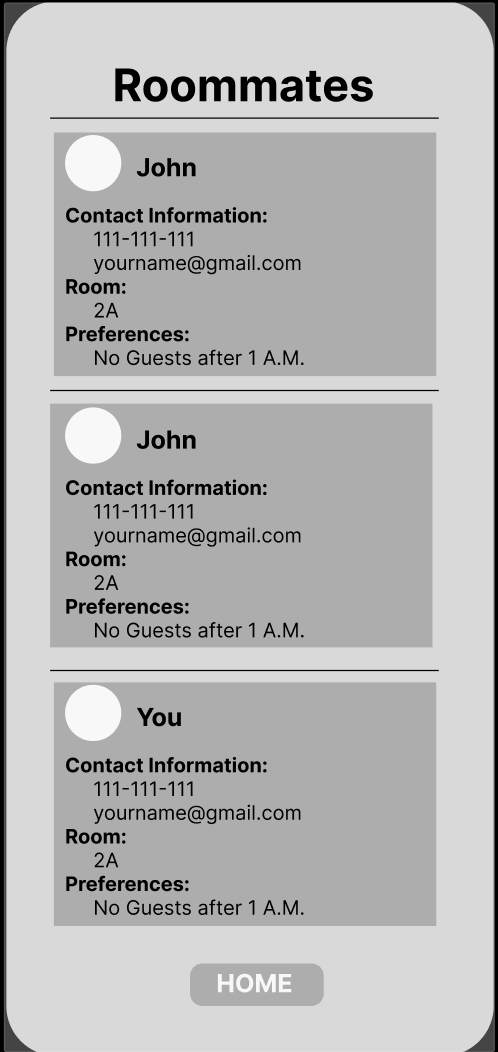 Roommates
John
Contact Information:
111-111-111
yourname@gmail.com
Room:
2A
Preferences:
No Guests after 1 A.M.
John
Contact Information:
111-111-111
yourname@gmail.com
Room:
2A
Preferences:
No Guests after 1 A.M.
You
Contact Information:
111-111-111
yourname@gmail.com
Room:
2A
Preferences:
No Guests after 1 A.M.
HOME